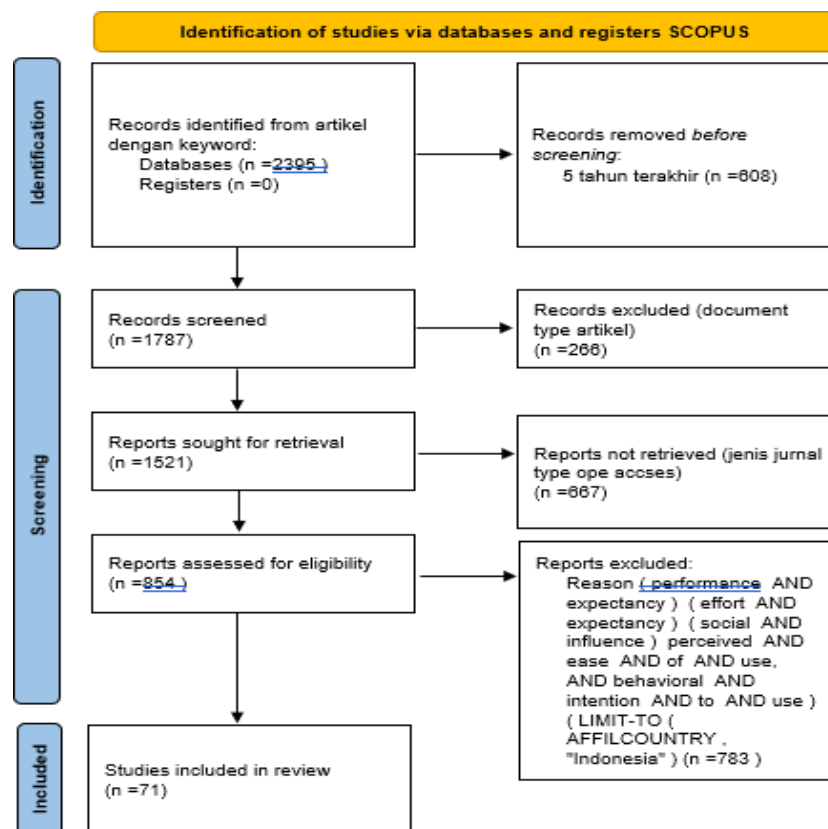 Identification of studies via databases and registers SCOPUS
Identification
Records identified from artikel
dengan keyword:
Databases (n =2395 )
Registers (n =0)
Records removed before
screening:
5 tahun terakhir (n =608)
Screening
Records screened
(n =1787)
Records excluded (document
type artikel)
(n =266)
Reports sought for retrieval
(n =1521)
Reports not retrieved (jenis jurnal
type ope accses)
(n =667)
Reports assessed for eligibility
(n =854 )
Reports excluded:
Reason ( performance AND
expectancy ) ( effort AND
expectancy ) ( social AND
influence ) perceived AND
ease AND of AND use,
AND behavioral AND
intention AND to AND use )
( LIMIT-TO (
AFFILCOUNTRY ,
"Indonesia" ) (n =783 )
Included
Studies included in review
(n =71)